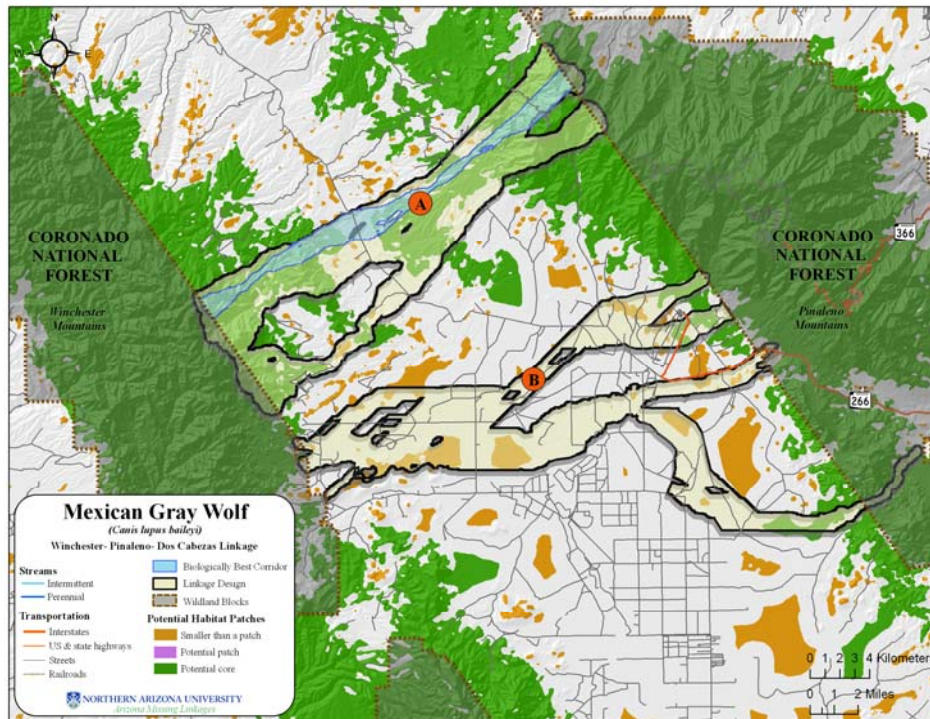 N
W
E
S
A
B
CORONADO
NATIONAL
FOREST
Winchester
Mountains
CORONADO
NATIONAL
FOREST
Pinaleno
Mountains
366
266
Mexican Gray Wolf
(Canis lupus baileyi)
Winchester- Pinaleno- Dos Cabezas Linkage
Streams
Intermittent
Perennial
Transportation
Interstates
US & state highways
Streets
Railroads
Biologically Best Corridor
Linkage Design
Wildland Blocks
Potential Habitat Patches
Smaller than a patch
Potential patch
Potential core
NORTHERN ARIZONA UNIVERSITY
Arizona Missing Linkages
0 1 2 3 4 Kilometers
0 1 2 Miles